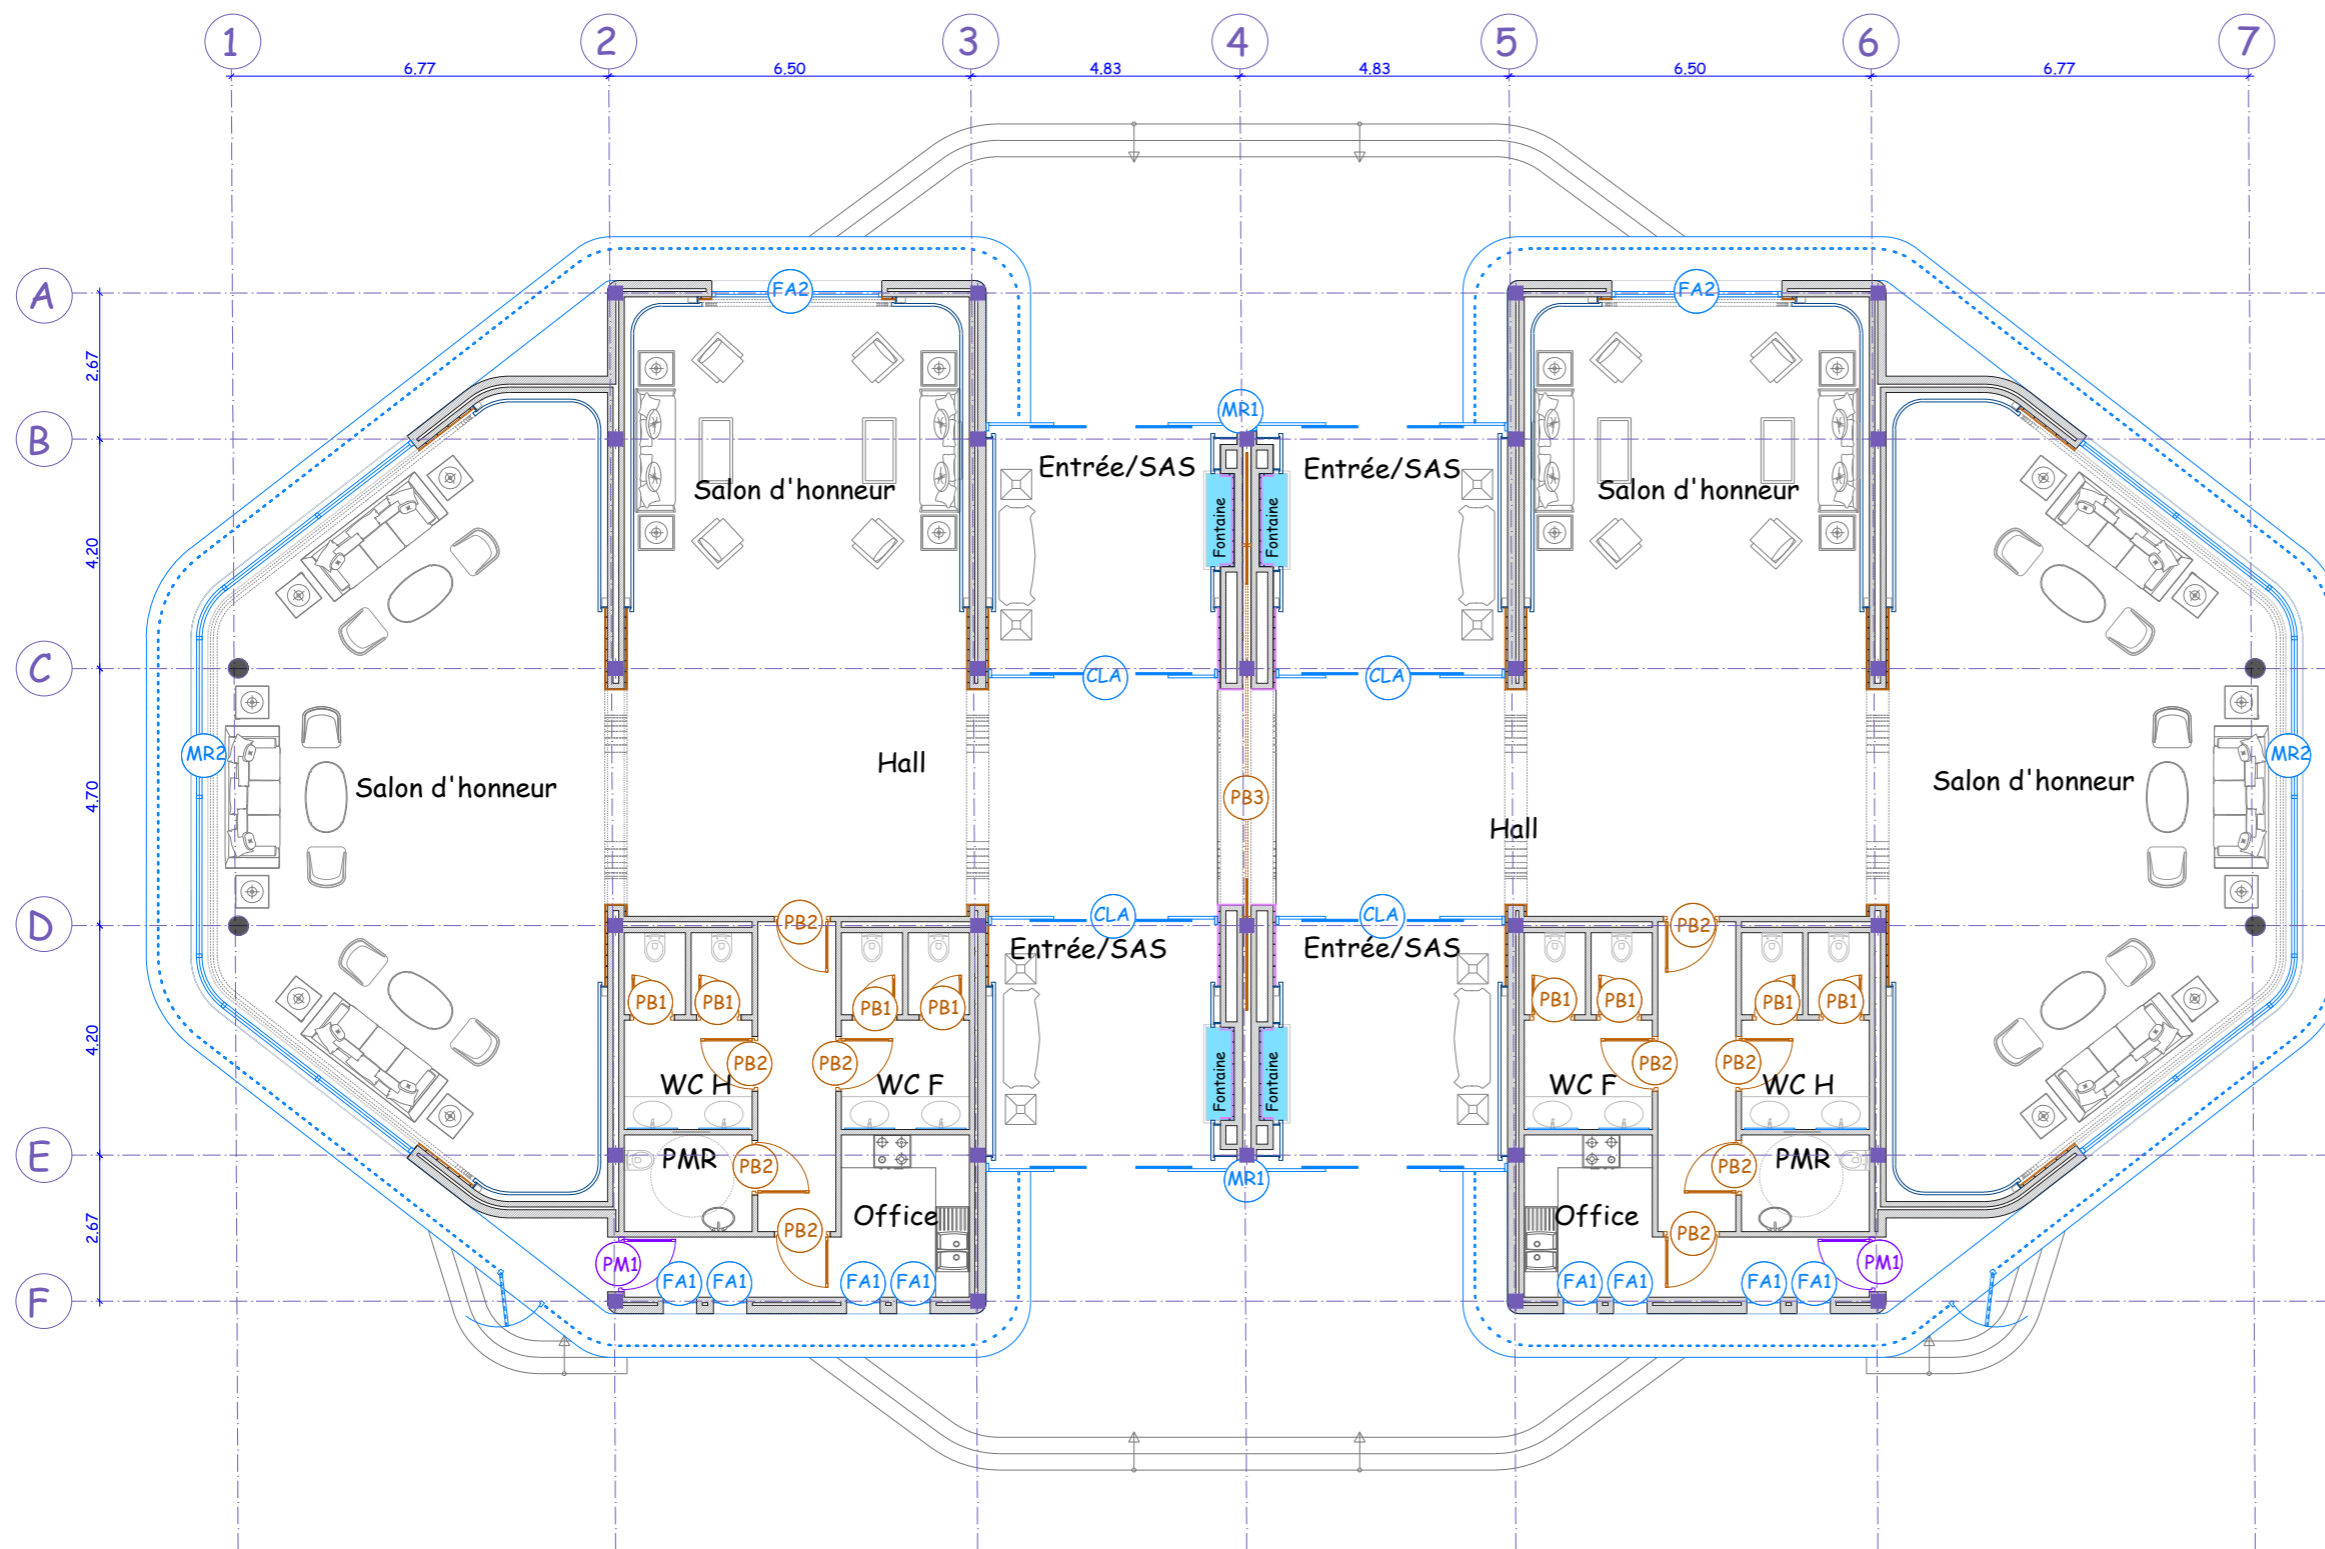 1 2 3 4 5 6 7
6.77 6.50 4.83 4.83 6.50 6.77
A
FA2 FA2
2.67
MR1
B
Entrée/SAS Entrée/SAS
Salon d'honneur Salon d'honneur
Fontaine Fontaine
4.20
C
CLA CLA
MR2 MR2
Hall
Salon d'honneur Salon d'honneur
4.70
PB3
Hall
D
PB2 CLA CLA PB2
Entrée/SAS Entrée/SAS
PB1 PB1 PB1 PB1 PB1 PB1 PB1 PB1
4.20
PB2 PB2 PB2 PB2
WC H WC F WC F WC H
Fontaine Fontaine
E
PMR PB2 PB2 PMR
MR1
Office Office
2.67
PB2 PB2
PM1 PM1
FA1 FA1 FA1 FA1 FA1 FA1 FA1 FA1
F